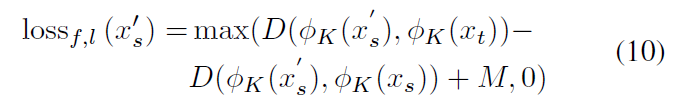 loss_{f,l} (x'_s) = max(D(ϕ_K(x'_s), ϕ_K(x_t))−
D(ϕ_K(x'_s), ϕ_K(x_s)) + M, 0)
(10)